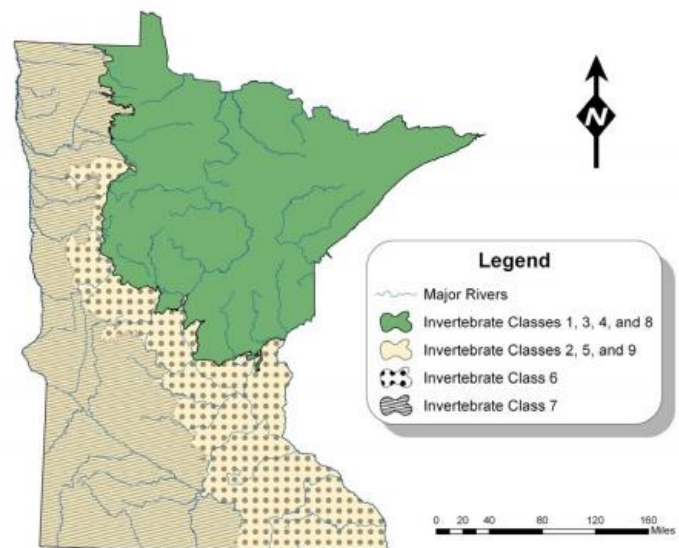 N
Legend
Major Rivers
Invertebrate Classes 1, 3, 4, and 8
Invertebrate Classes 2, 5, and 9
Invertebrate Class 6
Invertebrate Class 7
0 20 40 80 120 160
Miles